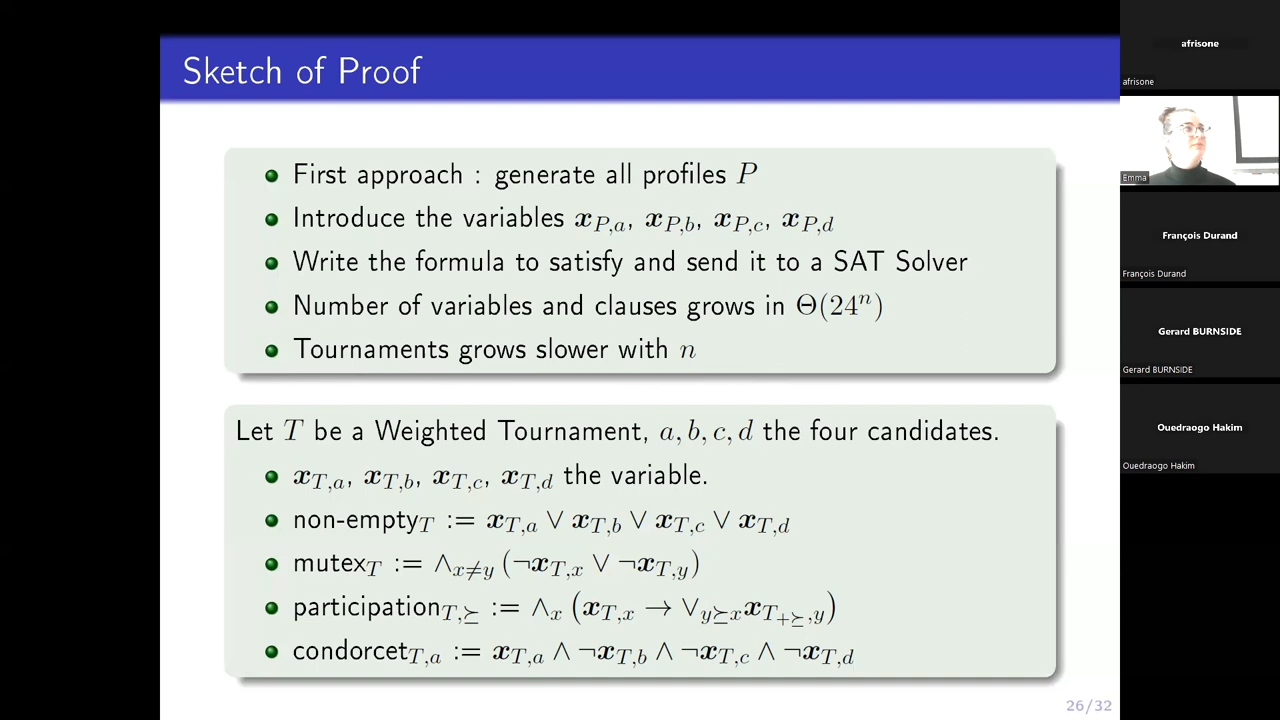 Sketch of Proof
First approach : generate all profiles P
Introduce the variables x_{P,a}, x_{P,b}, x_{P,c}, x_{P,d}
Write the formula to satisfy and send it to a SAT Solver
Number of variables and clauses grows in Θ(24^n)
Tournaments grows slower with n
Let T be a Weighted Tournament, a, b, c, d the four candidates.
x_{T,a}, x_{T,b}, x_{T,c}, x_{T,d} the variable.
non-empty_T := x_{T,a} ∨ x_{T,b} ∨ x_{T,c} ∨ x_{T,d}
mutex_T := ∧_{x≠y} (¬x_{T,x} ∨ ¬x_{T,y})
participation_{T,⪰} := ∧_x (x_{T,x} → ∨_{y⪰x} x_{T_{+⪰},y})
condorcet_{T,a} := x_{T,a} ∧ ¬x_{T,b} ∧ ¬x_{T,c} ∧ ¬x_{T,d}
26/32
afrisone
afrisone
Emma
François Durand
François Durand
Gerard BURNSIDE
Gerard BURNSIDE
Ouedraogo Hakim
Ouedraogo Hakim